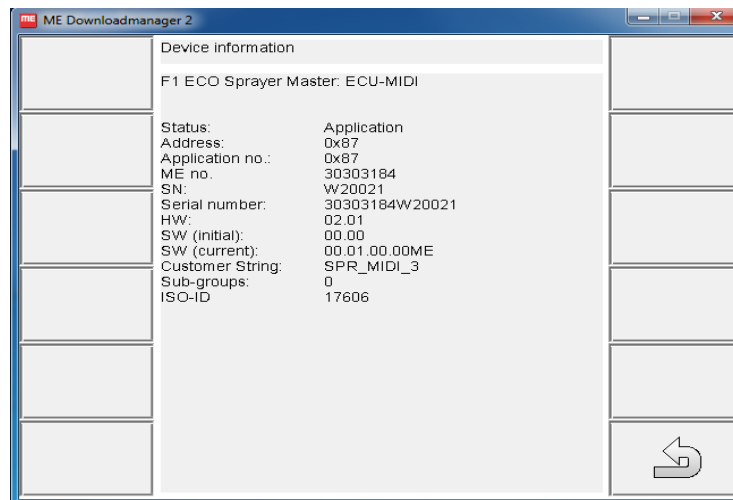 ME ME Downloadmanager 2
Device information
F1 ECO Sprayer Master: ECU-MIDI
Status: Application
Address: 0x87
Application no.: 0x87
ME no. 30303184
SN: W20021
Serial number: 30303184W20021
HW: 02.01
SW (initial): 00.00
SW (current): 00.01.00.00ME
Customer String: SPR_MIDI_3
Sub-groups: 0
ISO-ID 17606